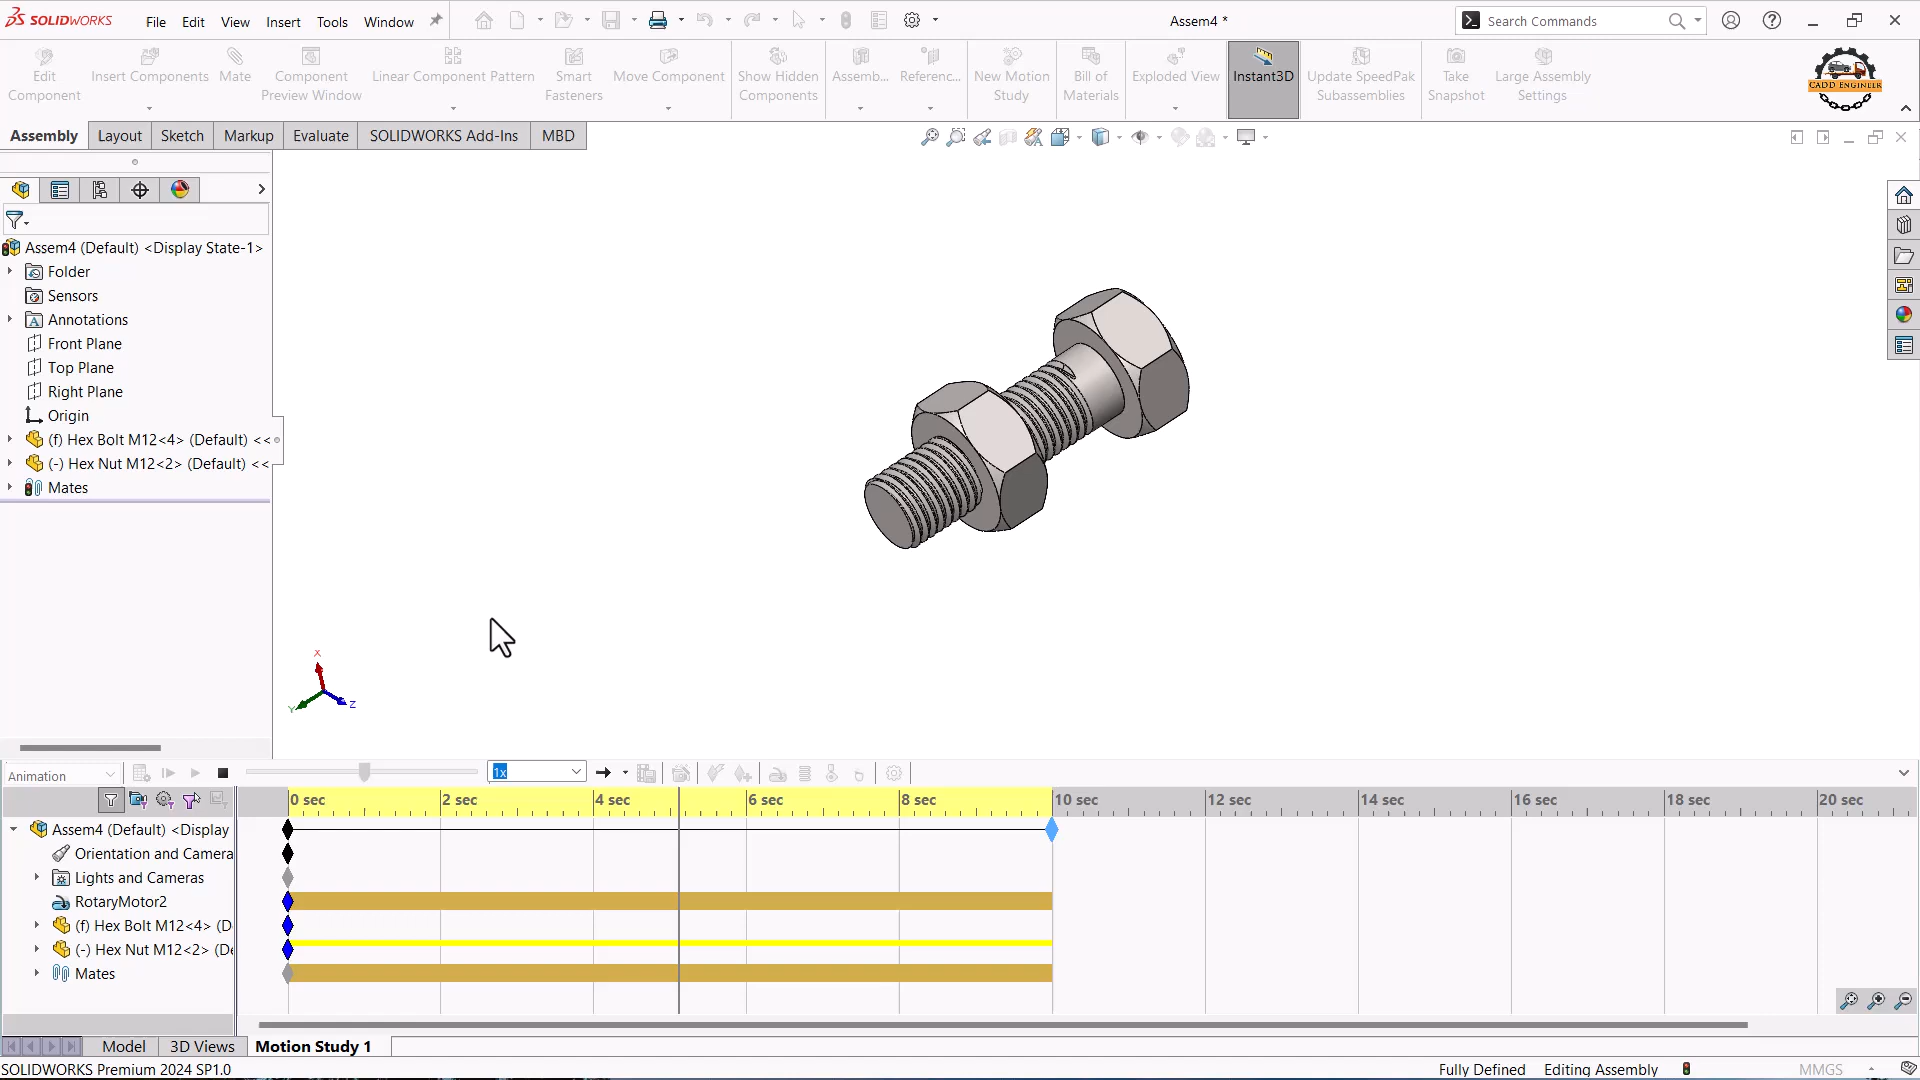 SOLIDWORKS File Edit View Insert Tools Window Assem4 * Search Commands
Edit Component Insert Components Mate Component Preview Window Linear Component Pattern Smart Fasteners Move Component Show Hidden Components Assemb... Referenc... New Motion Study Bill of Materials Exploded View Instant3D Update SpeedPak Subassemblies Take Snapshot Large Assembly Settings
CADD ENGINEER
Assembly Layout Sketch Markup Evaluate SOLIDWORKS Add-Ins MBD
Assem4 (Default) <Display State-1>
Folder
Sensors
Annotations
Front Plane
Top Plane
Right Plane
Origin
(f) Hex Bolt M12<4> (Default) <<
(-) Hex Nut M12<2> (Default) <<
Mates
X
Y
Z
Animation 1x
0 sec 2 sec 4 sec 6 sec 8 sec 10 sec 12 sec 14 sec 16 sec 18 sec 20 sec
Assem4 (Default) <Display
Orientation and Camera
Lights and Cameras
RotaryMotor2
(f) Hex Bolt M12<4> (D
(-) Hex Nut M12<2> (De
Mates
Model 3D Views Motion Study 1
SOLIDWORKS Premium 2024 SP1.0 Fully Defined Editing Assembly MMGS